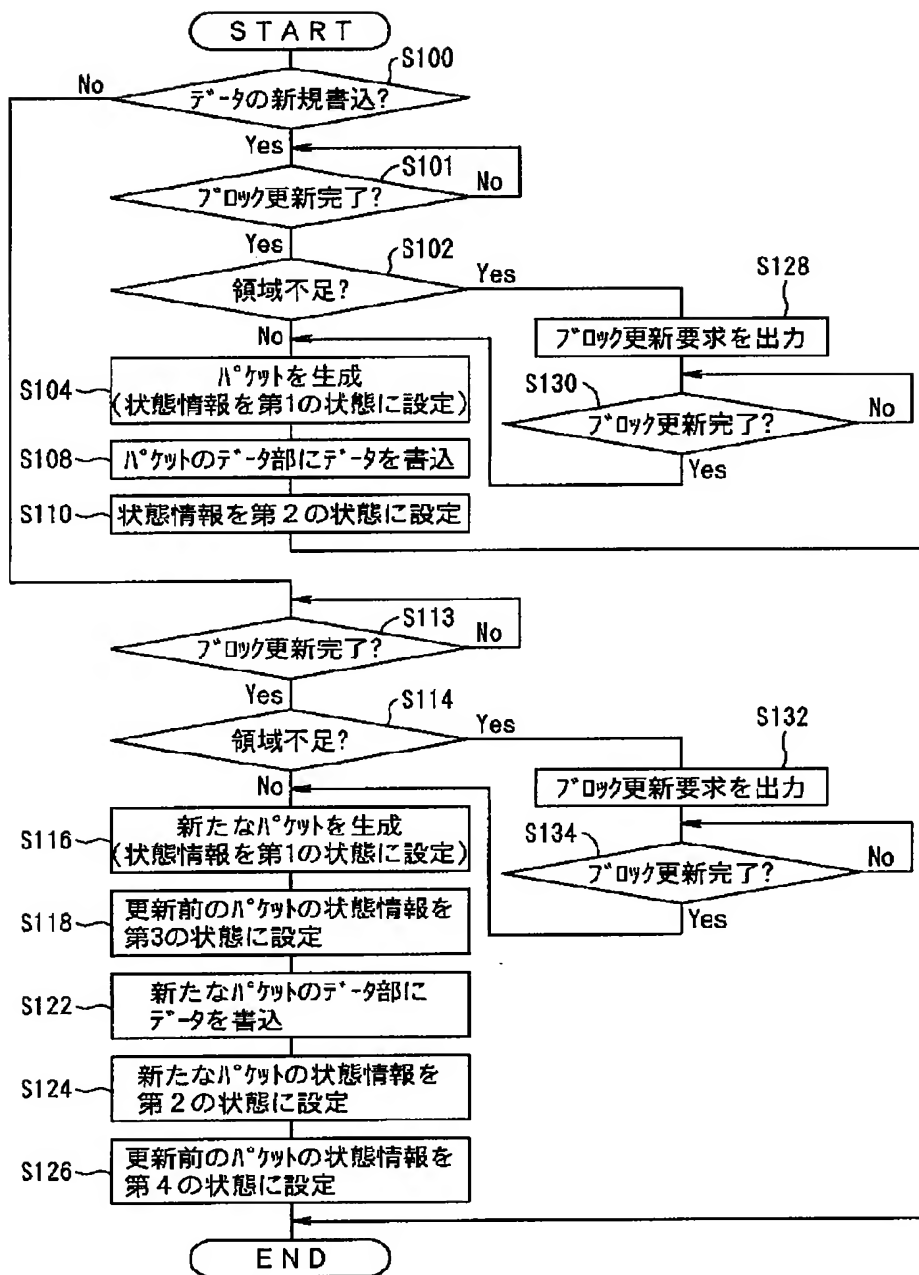 START
S100
No
データの新規書込?
Yes
S101
No
ブロック更新完了?
Yes
S102
Yes
領域不足?
No
S128
ブロック更新要求を出力
S104
パケットを生成
(状態情報を第1の状態に設定)
S130
No
ブロック更新完了?
Yes
S108
パケットのデータ部にデータを書込
S110
状態情報を第2の状態に設定
S113
No
ブロック更新完了?
Yes
S114
Yes
領域不足?
No
S132
ブロック更新要求を出力
S116
新たなパケットを生成
(状態情報を第1の状態に設定)
S134
No
ブロック更新完了?
Yes
S118
更新前のパケットの状態情報を
第3の状態に設定
S122
新たなパケットのデータ部に
データを書込
S124
新たなパケットの状態情報を
第2の状態に設定
S126
更新前のパケットの状態情報を
第4の状態に設定
END